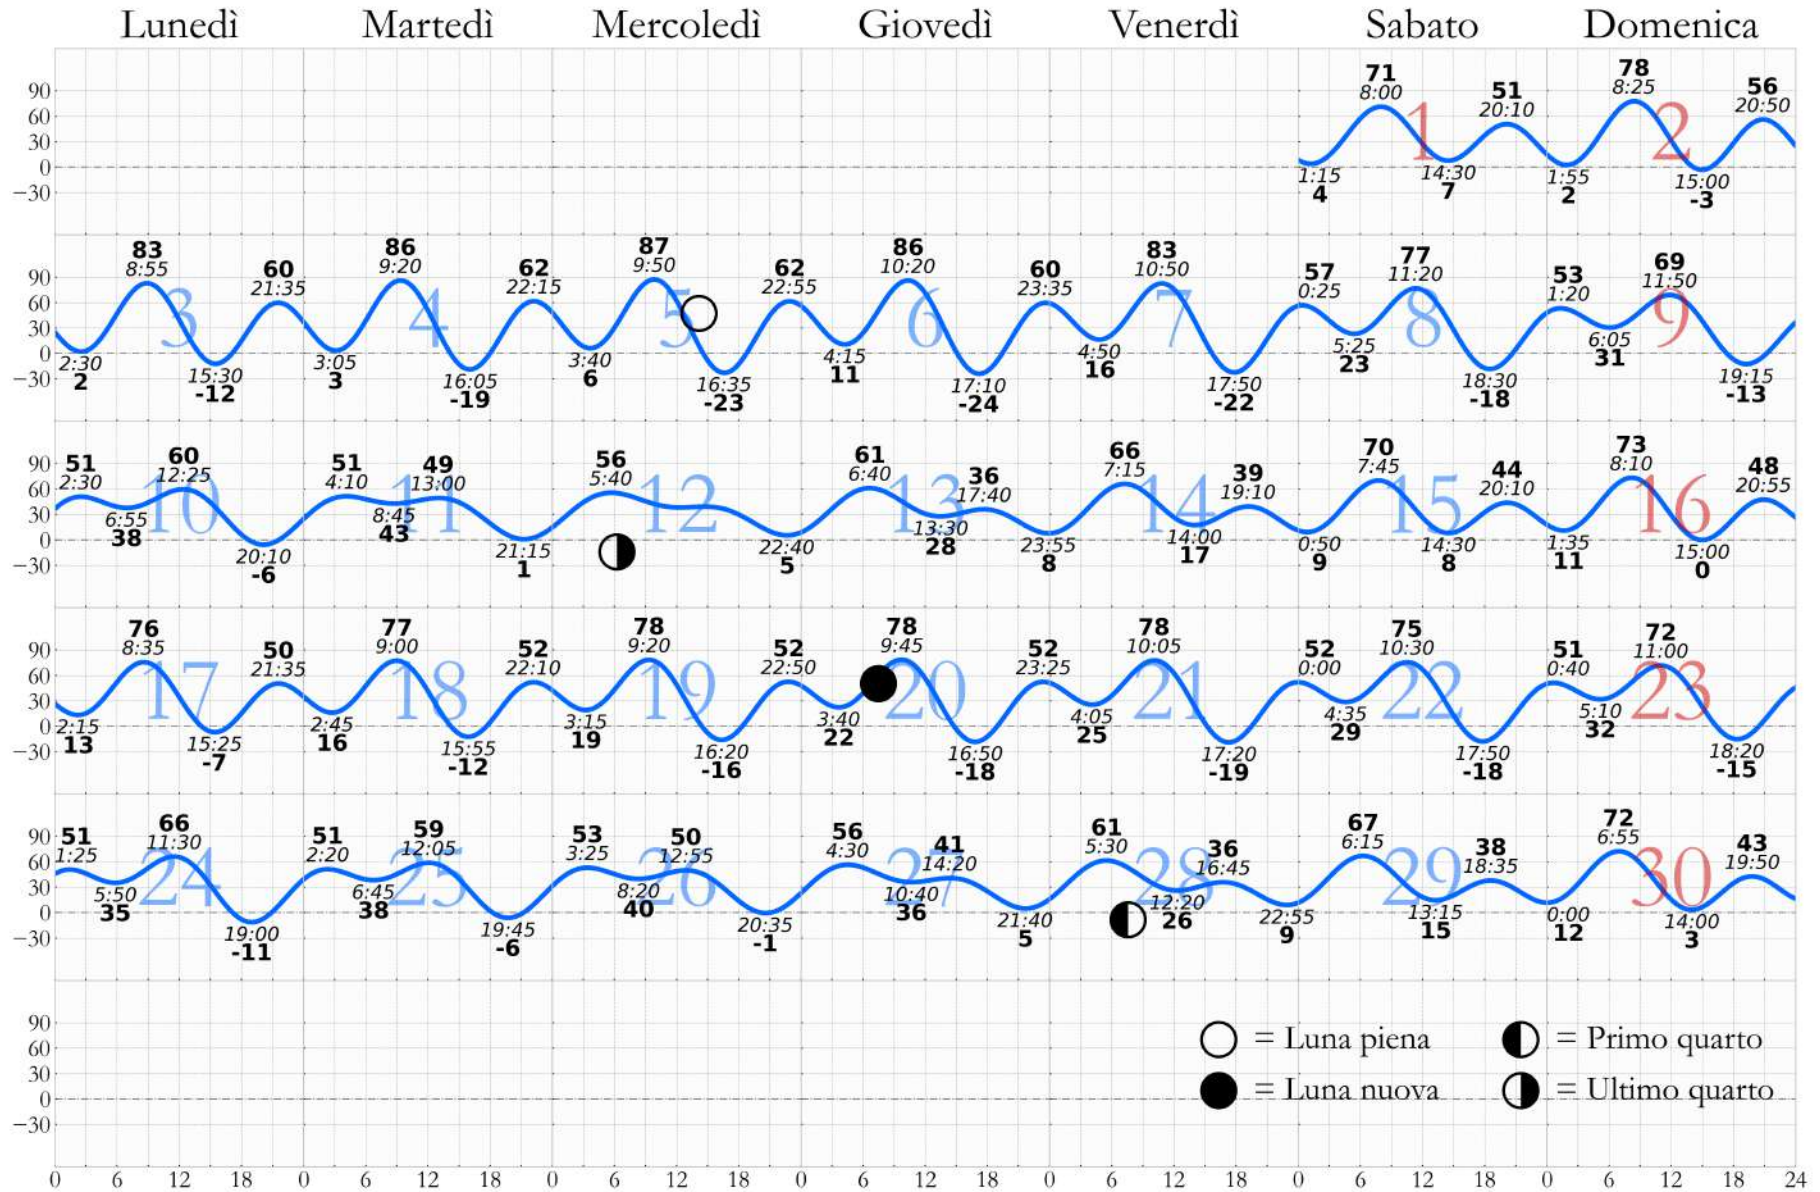 Lunedì Martedì Mercoledì Giovedì Venerdì Sabato Domenica
90
60
30
0
−30
71 51 78 56
8:00 20:10 8:25 20:50
1 2
1:15 14:30 1:55 15:00
4 7 2 -3
90
60
30
0
−30
83 60 86 62 87 62 86 60 83 57 77 53 69
8:55 21:35 9:20 22:15 9:50 22:55 10:20 23:35 10:50 0:25 11:20 1:20 11:50
3 4 5 6 7 8 9
2:30 15:30 3:05 16:05 3:40 16:35 4:15 17:10 4:50 17:50 5:25 18:30 6:05 19:15
2 -12 3 -19 6 -23 11 -24 16 -22 23 -18 31 -13
90
60
30
0
−30
51 60 51 49 56 61 36 66 39 70 44 73 48
2:30 12:25 4:10 13:00 5:40 6:40 17:40 7:15 19:10 7:45 20:10 8:10 20:55
10 11 12 13 14 15 16
6:55 20:10 8:45 21:15 22:40 13:30 23:55 14:00 0:50 14:30 1:35 15:00
38 -6 43 1 5 28 8 17 9 8 11 0
90
60
30
0
−30
76 50 77 52 78 52 78 52 78 52 75 51 72
8:35 21:35 9:00 22:10 9:20 22:50 9:45 23:25 10:05 0:00 10:30 0:40 11:00
17 18 19 20 21 22 23
2:15 15:25 2:45 15:55 3:15 16:20 3:40 16:50 4:05 17:20 4:35 17:50 5:10 18:20
13 -7 16 -12 19 -16 22 -18 25 -19 29 -18 32 -15
90
60
30
0
−30
51 66 51 59 53 50 56 41 61 36 67 38 72 43
1:25 11:30 2:20 12:05 3:25 12:55 4:30 14:20 5:30 16:45 6:15 18:35 6:55 19:50
24 25 26 27 28 29 30
5:50 19:00 6:45 19:45 8:20 20:35 10:40 21:40 12:20 22:55 13:15 0:00 14:00
35 -11 38 -6 40 -1 36 5 26 9 15 12 3
90
60
30
0
−30
= Luna piena = Primo quarto
= Luna nuova = Ultimo quarto
0 6 12 18 0 6 12 18 0 6 12 18 0 6 12 18 0 6 12 18 0 6 12 18 0 6 12 18 24